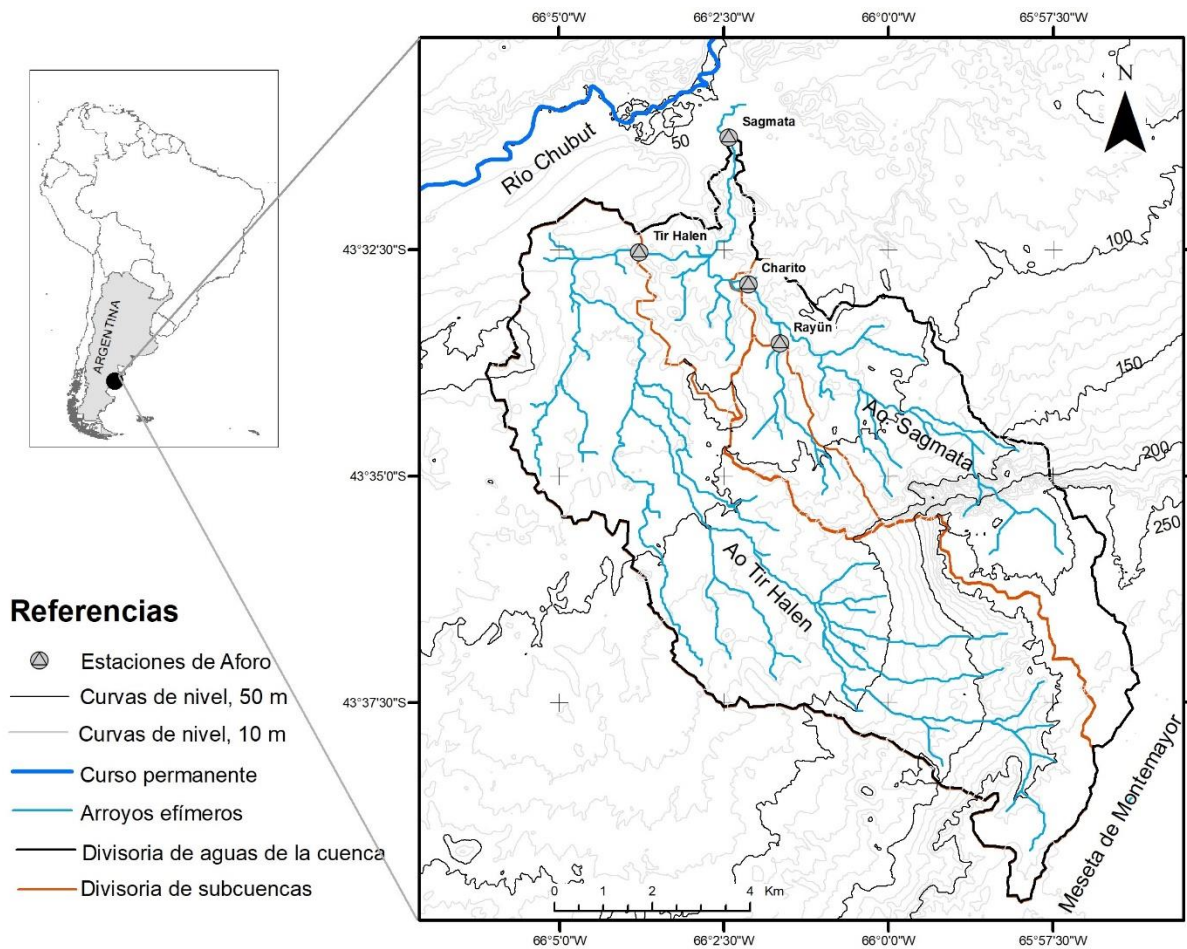 66°5'0"W
66°2'30"W
66°0'0"W
65°57'30"W
N
Sagmata
50
Río Chubut
Tir Halen
43°32'30"S
100
Charito
Rayün
ARGENTINA
150
Ao. Sagmata
200
43°35'0"S
250
Ao Tir Halen
Referencias
Estaciones de Aforo
Curvas de nivel, 50 m
Curvas de nivel, 10 m
Curso permanente
Arroyos efímeros
Divisoria de aguas de la cuenca
Divisoria de subcuencas
43°37'30"S
Meseta de Montemayor
0 1 2 4 Km
66°5'0"W
66°2'30"W
66°0'0"W
65°57'30"W